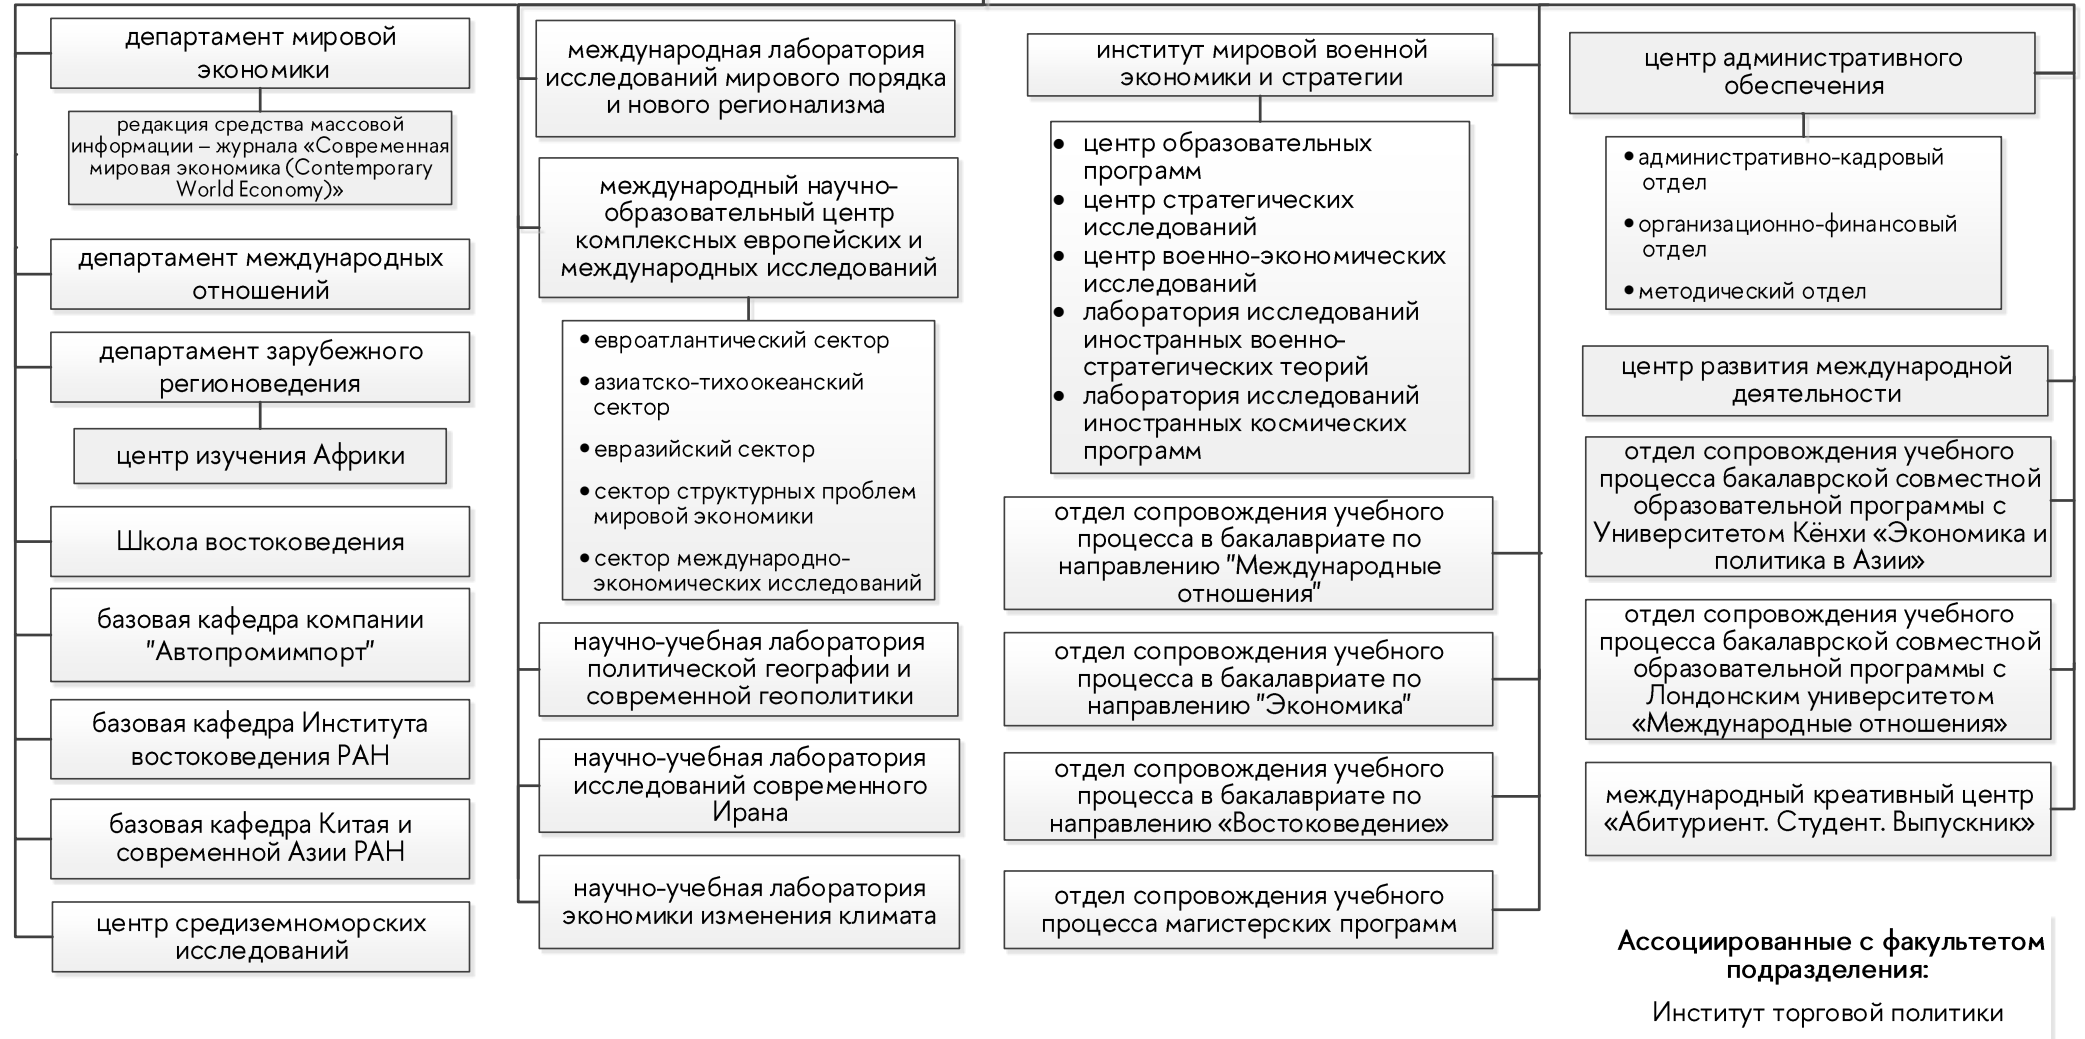 департамент мировой
экономики
редакция средства массовой
информации – журнала «Современная
мировая экономика (Contemporary
World Economy)»
департамент международных
отношений
департамент зарубежного
регионоведения
центр изучения Африки
Школа востоковедения
базовая кафедра компании
"Автопромимпорт"
базовая кафедра Института
востоковедения РАН
базовая кафедра Китая и
современной Азии РАН
центр средиземноморских
исследований
международная лаборатория
исследований мирового порядка
и нового регионализма
международный научно-
образовательный центр
комплексных европейских и
международных исследований
• евроатлантический сектор
• азиатско-тихоокеанский
сектор
• евразийский сектор
• сектор структурных проблем
мировой экономики
• сектор международно-
экономических исследований
научно-учебная лаборатория
политической географии и
современной геополитики
научно-учебная лаборатория
исследований современного
Ирана
научно-учебная лаборатория
экономики изменения климата
институт мировой военной
экономики и стратегии
• центр образовательных
программ
• центр стратегических
исследований
• центр военно-экономических
исследований
• лаборатория исследований
иностранных военно-
стратегических теорий
• лаборатория исследований
иностранных космических
программ
отдел сопровождения учебного
процесса в бакалавриате по
направлению "Международные
отношения"
отдел сопровождения учебного
процесса в бакалавриате по
направлению "Экономика"
отдел сопровождения учебного
процесса в бакалавриате по
направлению «Востоковедение»
отдел сопровождения учебного
процесса магистерских программ
центр административного
обеспечения
• административно-кадровый
отдел
• организационно-финансовый
отдел
• методический отдел
центр развития международной
деятельности
отдел сопровождения учебного
процесса бакалаврской совместной
образовательной программы с
Университетом Кёнхи «Экономика и
политика в Азии»
отдел сопровождения учебного
процесса бакалаврской совместной
образовательной программы с
Лондонским университетом
«Международные отношения»
международный креативный центр
«Абитуриент. Студент. Выпускник»
Ассоциированные с факультетом
подразделения:
Институт торговой политики